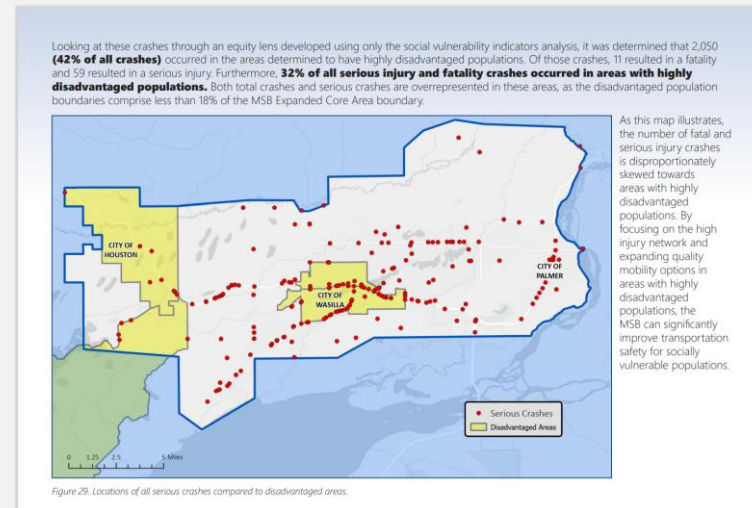 Looking at these crashes through an equity lens developed using only the social vulnerability indicators analysis, it was determined that 2,050
(42% of all crashes) occurred in the areas determined to have highly disadvantaged populations. Of those crashes, 11 resulted in a fatality
and 59 resulted in a serious injury. Furthermore, 32% of all serious injury and fatality crashes occurred in areas with highly
disadvantaged populations. Both total crashes and serious crashes are overrepresented in these areas, as the disadvantaged population
boundaries comprise less than 18% of the MSB Expanded Core Area boundary.
As this map illustrates,
the number of fatal and
serious injury crashes
is disproportionately
skewed towards
areas with highly
disadvantaged
populations. By
focusing on the high
injury network and
expanding quality
mobility options in
areas with highly
disadvantaged
populations, the
MSB can significantly
improve transportation
safety for socially
vulnerable populations.
CITY OF
HOUSTON
CITY OF
WASILLA
CITY OF
PALMER
Serious Crashes
Disadvantaged Areas
0 1.25 2.5 5 Miles
Figure 29. Locations of all serious crashes compared to disadvantaged areas.